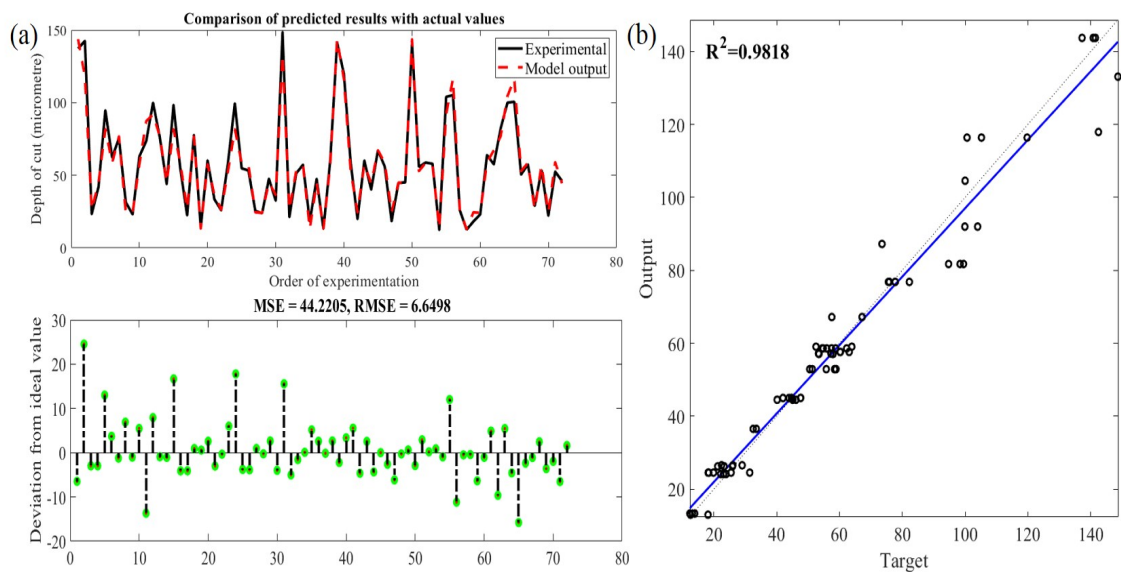 (a)
Comparison of predicted results with actual values
Depth of cut (micrometre)
150
100
50
0
Experimental
Model output
0 10 20 30 40 50 60 70 80
Order of experimentation
MSE = 44.2205, RMSE = 6.6498
Deviation from ideal value
30
20
10
0
-10
-20
0 10 20 30 40 50 60 70 80
(b)
R²=0.9818
Output
140
120
100
80
60
40
20
20 40 60 80 100 120 140
Target